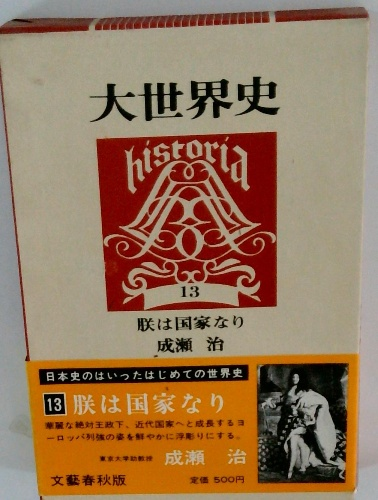 大世界史
historia
13
朕は国家なり
成瀬 治
日本史のはいったはじめての世界史
13 朕は国家なり
華麗な絶対王政下、近代国家へと成長するヨ
ーロッパ列強の姿を鮮やかに浮彫りにする。
東京大学助教授 成瀬 治
文藝春秋版 定価 500円